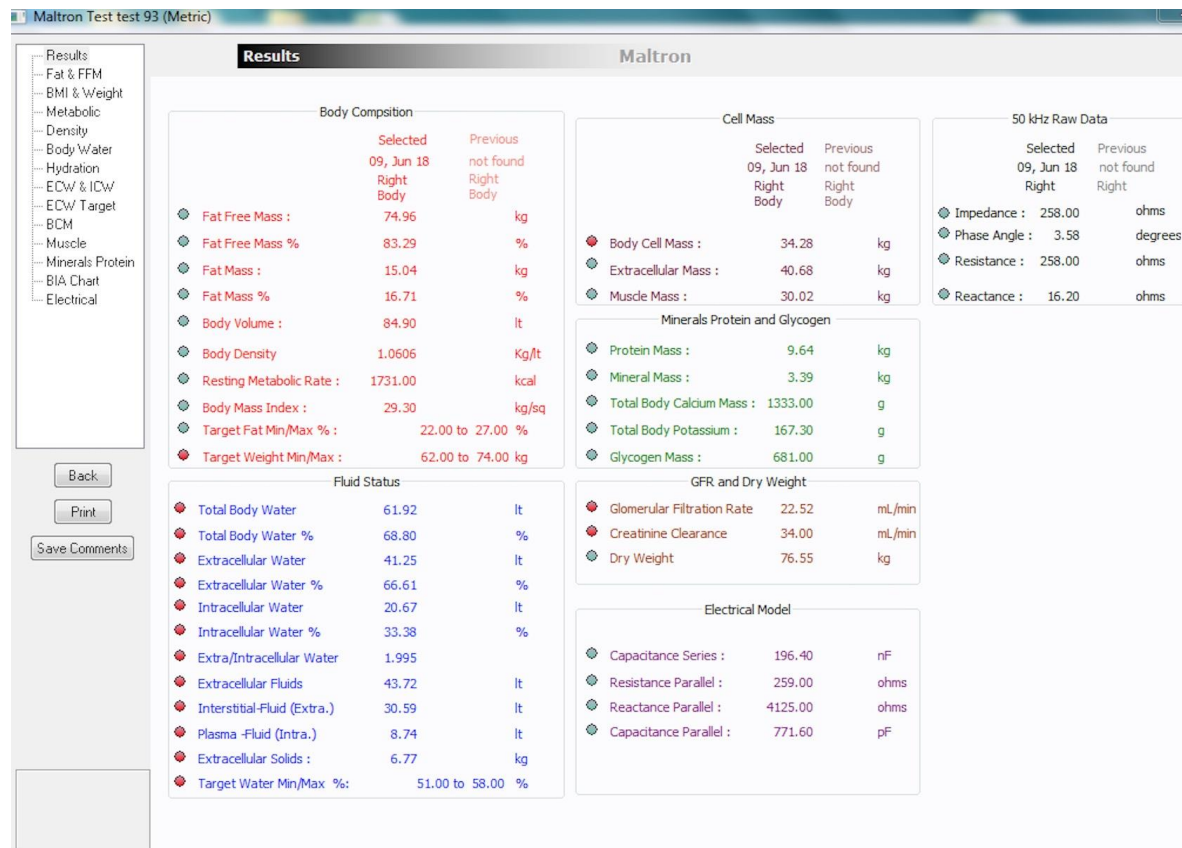 Maltron Test test 93 (Metric)
Results
Fat & FFM
BMI & Weight
Metabolic
Density
Body Water
Hydration
ECW & ICW
ECW Target
BCM
Muscle
Minerals Protein
BIA Chart
Electrical
Back
Print
Save Comments
Results Maltron
Body Compsition
Selected Previous
09, Jun 18 not found
Right Right
Body Body
Fat Free Mass : 74.96 kg
Fat Free Mass % 83.29 %
Fat Mass : 15.04 kg
Fat Mass % 16.71 %
Body Volume : 84.90 lt
Body Density 1.0606 Kg/lt
Resting Metabolic Rate : 1731.00 kcal
Body Mass Index : 29.30 kg/sq
Target Fat Min/Max % : 22.00 to 27.00 %
Target Weight Min/Max : 62.00 to 74.00 kg
Fluid Status
Total Body Water 61.92 lt
Total Body Water % 68.80 %
Extracellular Water 41.25 lt
Extracellular Water % 66.61 %
Intracellular Water 20.67 lt
Intracellular Water % 33.38 %
Extra/Intracellular Water 1.995
Extracellular Fluids 43.72 lt
Interstitial-Fluid (Extra.) 30.59 lt
Plasma -Fluid (Intra.) 8.74 lt
Extracellular Solids : 6.77 kg
Target Water Min/Max %: 51.00 to 58.00 %
Cell Mass
Selected Previous
09, Jun 18 not found
Right Right
Body Body
Body Cell Mass : 34.28 kg
Extracellular Mass : 40.68 kg
Muscle Mass : 30.02 kg
Minerals Protein and Glycogen
Protein Mass : 9.64 kg
Mineral Mass : 3.39 kg
Total Body Calcium Mass : 1333.00 g
Total Body Potassium : 167.30 g
Glycogen Mass : 681.00 g
GFR and Dry Weight
Glomerular Filtration Rate 22.52 mL/min
Creatinine Clearance 34.00 mL/min
Dry Weight 76.55 kg
Electrical Model
Capacitance Series : 196.40 nF
Resistance Parallel : 259.00 ohms
Reactance Parallel : 4125.00 ohms
Capacitance Parallel : 771.60 pF
50 kHz Raw Data
Selected Previous
09, Jun 18 not found
Right Right
Impedance : 258.00 ohms
Phase Angle : 3.58 degrees
Resistance : 258.00 ohms
Reactance : 16.20 ohms